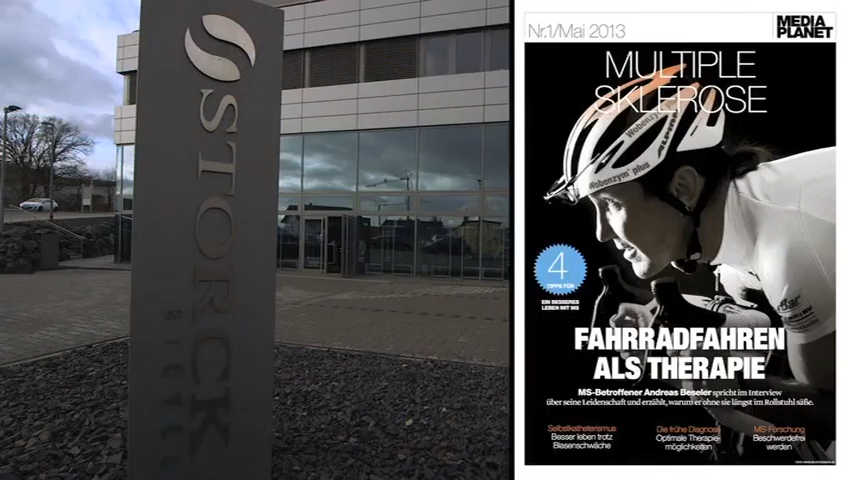 STORCK
BICYCLE
Nr.1/Mai 2013
MEDIA
PLANET
MULTIPLE
SKLEROSE
Wobenzym
ALPINA
Wobenzym plus
4
TIPPS FÜR
EIN BESSERES
LEBEN MIT MS
FAHRRADFAHREN
ALS THERAPIE
MS-Betroffener Andreas Beseler spricht im Interview
über seine Leidenschaft und erzählt, warum er ohne sie längst im Rollstuhl säße.
Selbstkatheterismus
Besser leben trotz
Blasenschwäche
Die frühe Diagnose
Optimale Therapie-
möglichkeiten
MS-Forschung
Beschwerdefrei
werden